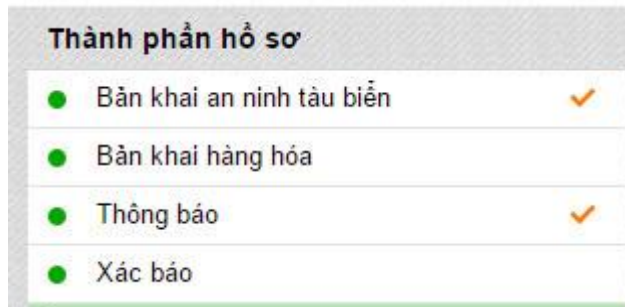 Thành phần hồ sơ
Bản khai an ninh tàu biển
Bản khai hàng hóa
Thông báo
Xác báo